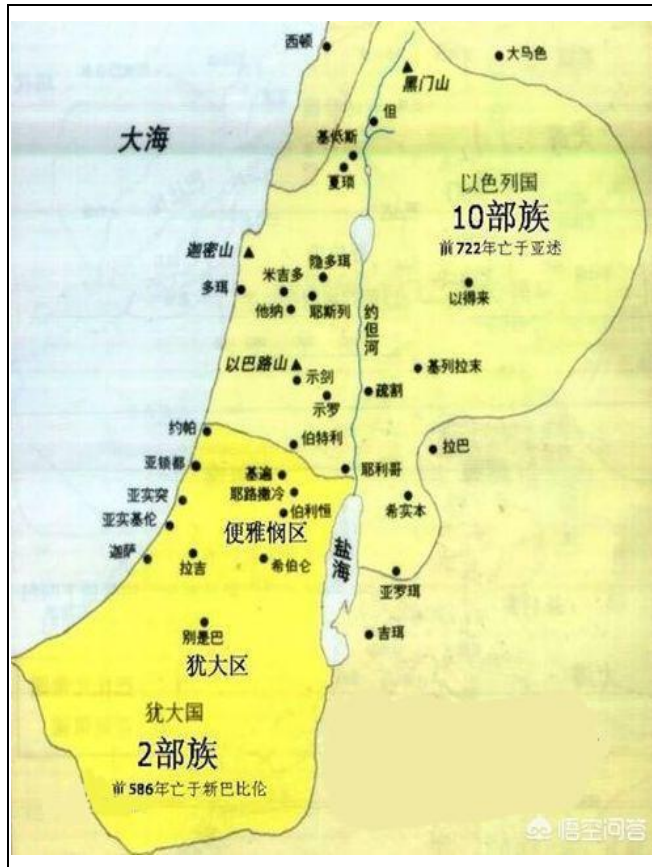 西顿
大马色
黑门山
但
大海
基低斯
夏琐
以色列国
10部族
前722年亡于亚述
迦密山
隐多珥
多珥
米吉多
以得来
他纳
耶斯列
约但河
以巴路山
示剑
基列拉末
疏割
示罗
约帕
伯特利
拉巴
亚锁都
基遍
耶利哥
亚实突
耶路撒冷
希实本
亚实基伦
伯利恒
便雅悯区
盐海
迦萨
拉吉
希伯仑
亚罗珥
别是巴
吉珥
犹大区
犹大国
2部族
前586年亡于新巴比伦
悟空问答